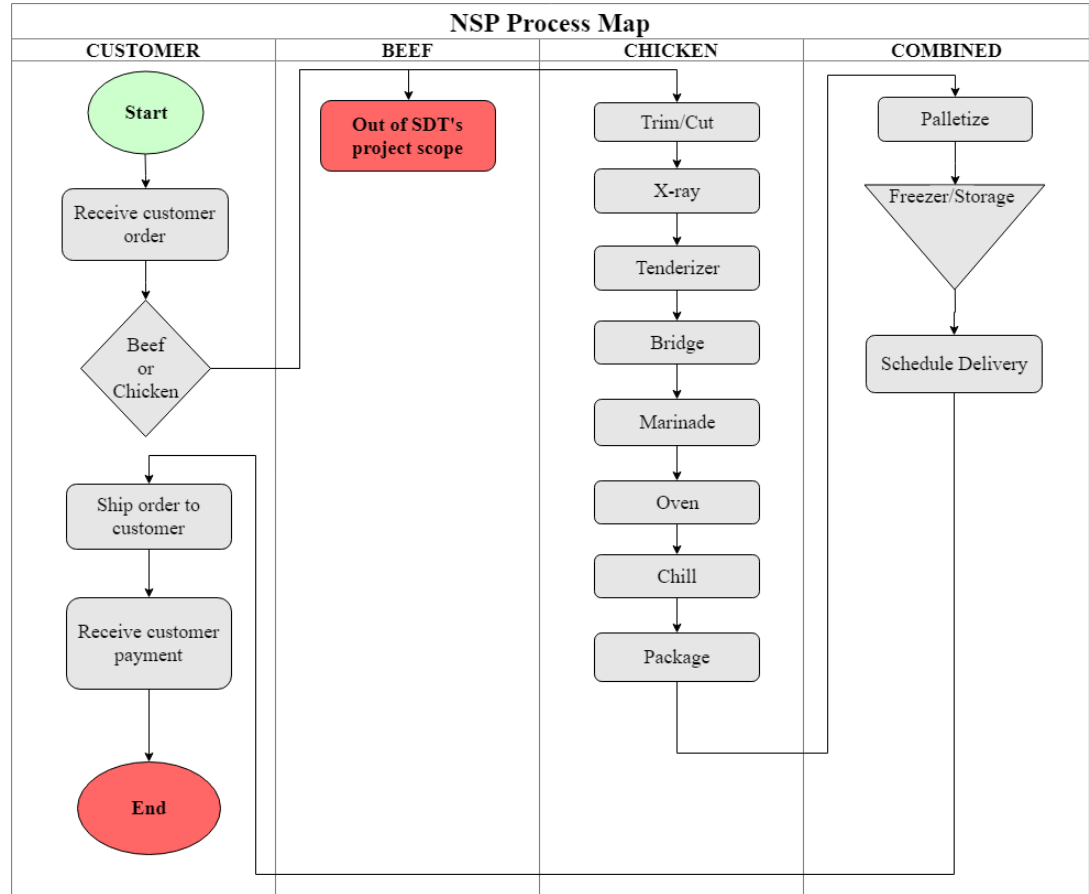 NSP Process Map
CUSTOMER
BEEF
CHICKEN
COMBINED
Start
Receive customer
order
Beef
or
Chicken
Ship order to
customer
Receive customer
payment
End
Out of SDT's
project scope
Trim/Cut
X-ray
Tenderizer
Bridge
Marinade
Oven
Chill
Package
Palletize
Freezer/Storage
Schedule Delivery